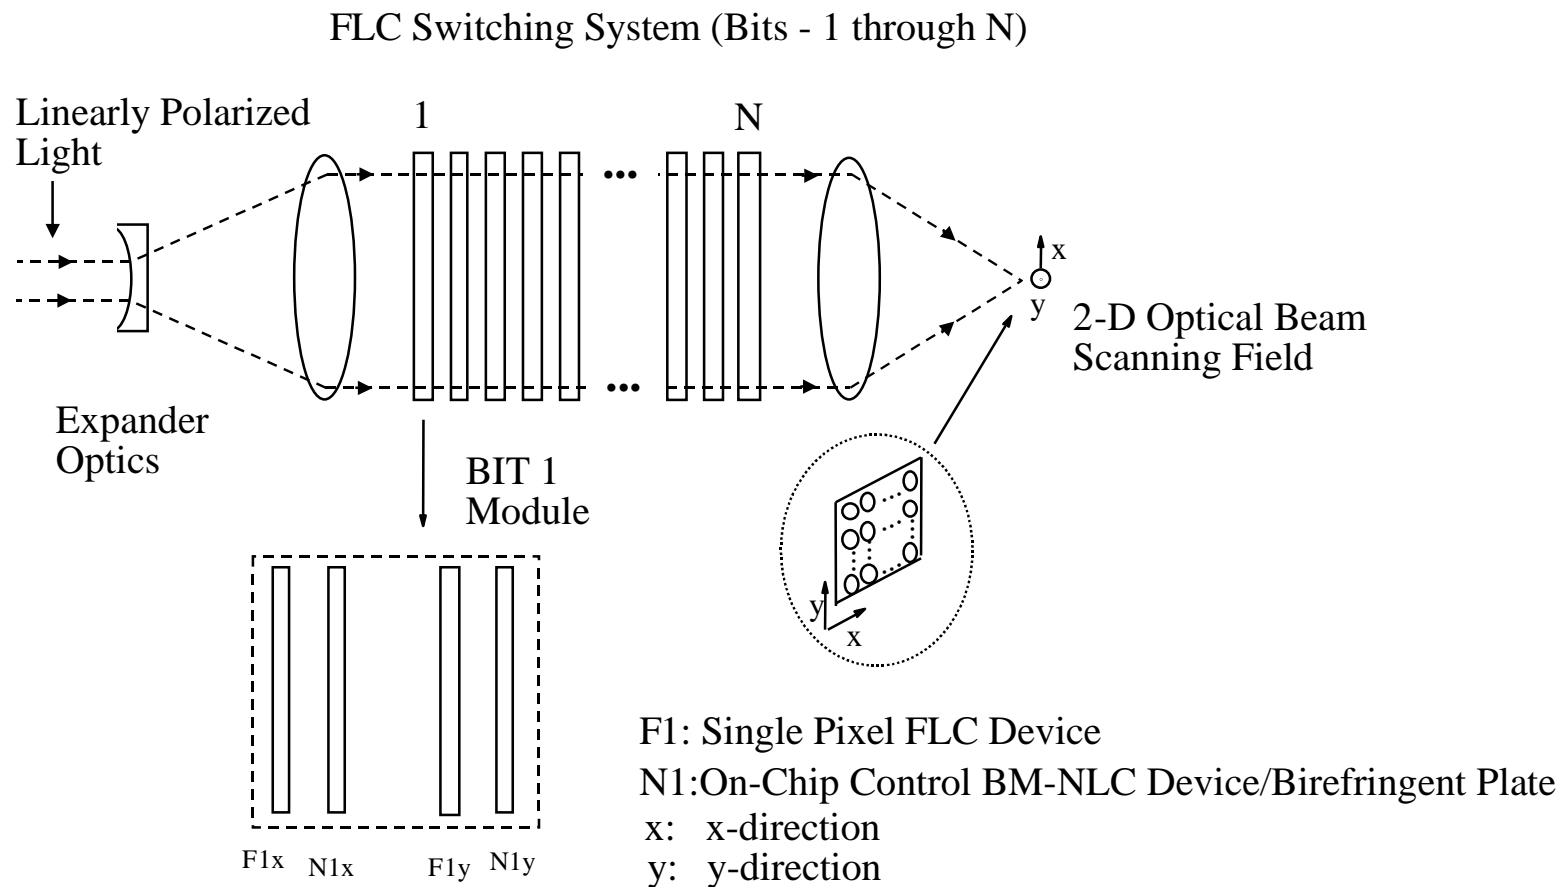 FLC Switching System (Bits - 1 through N)
Linearly Polarized
Light
1
N
•••
•••
x
y
2-D Optical Beam
Scanning Field
Expander
Optics
BIT 1
Module
y
x
F1x
N1x
F1y
N1y
F1: Single Pixel FLC Device
N1:On-Chip Control BM-NLC Device/Birefringent Plate
x: x-direction
y: y-direction